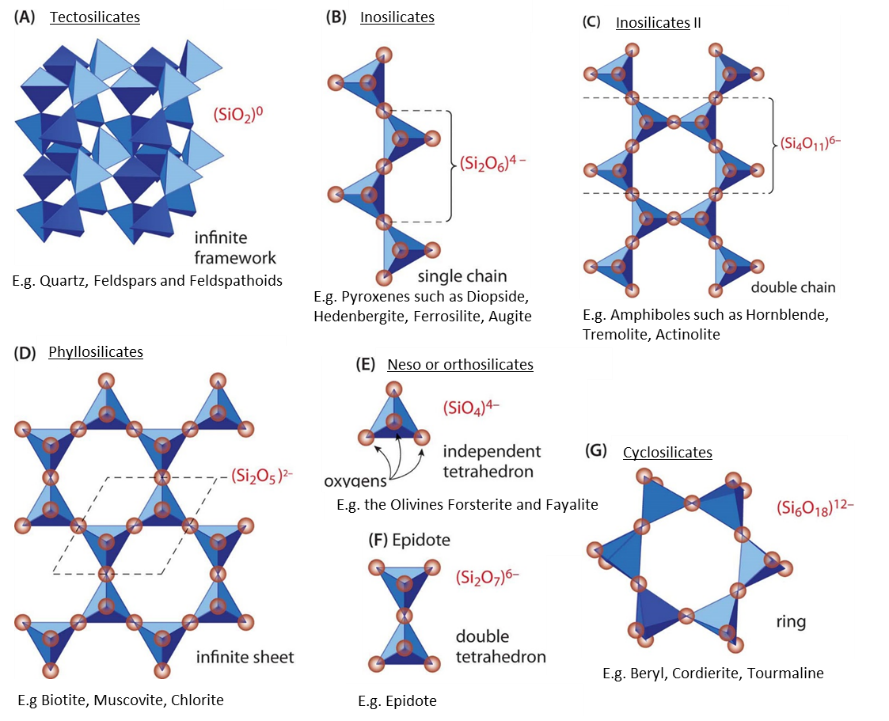 (A) Tectosilicates
(SiO2)0
infinite
framework
E.g. Quartz, Feldspars and Feldspathoids
(B) Inosilicates
(Si2O6)4–
single chain
E.g. Pyroxenes such as Diopside,
Hedenbergite, Ferrosilite, Augite
(C) Inosilicates II
(Si4O11)6–
double chain
E.g. Amphiboles such as Hornblende,
Tremolite, Actinolite
(D) Phyllosilicates
(Si2O5)2-
infinite sheet
E.g Biotite, Muscovite, Chlorite
(E) Neso or orthosilicates
(SiO4)4–
independent
tetrahedron
oxygens
E.g. the Olivines Forsterite and Fayalite
(F) Epidote
(Si2O7)6–
double
tetrahedron
E.g. Epidote
(G) Cyclosilicates
(Si6O18)12–
ring
E.g. Beryl, Cordierite, Tourmaline